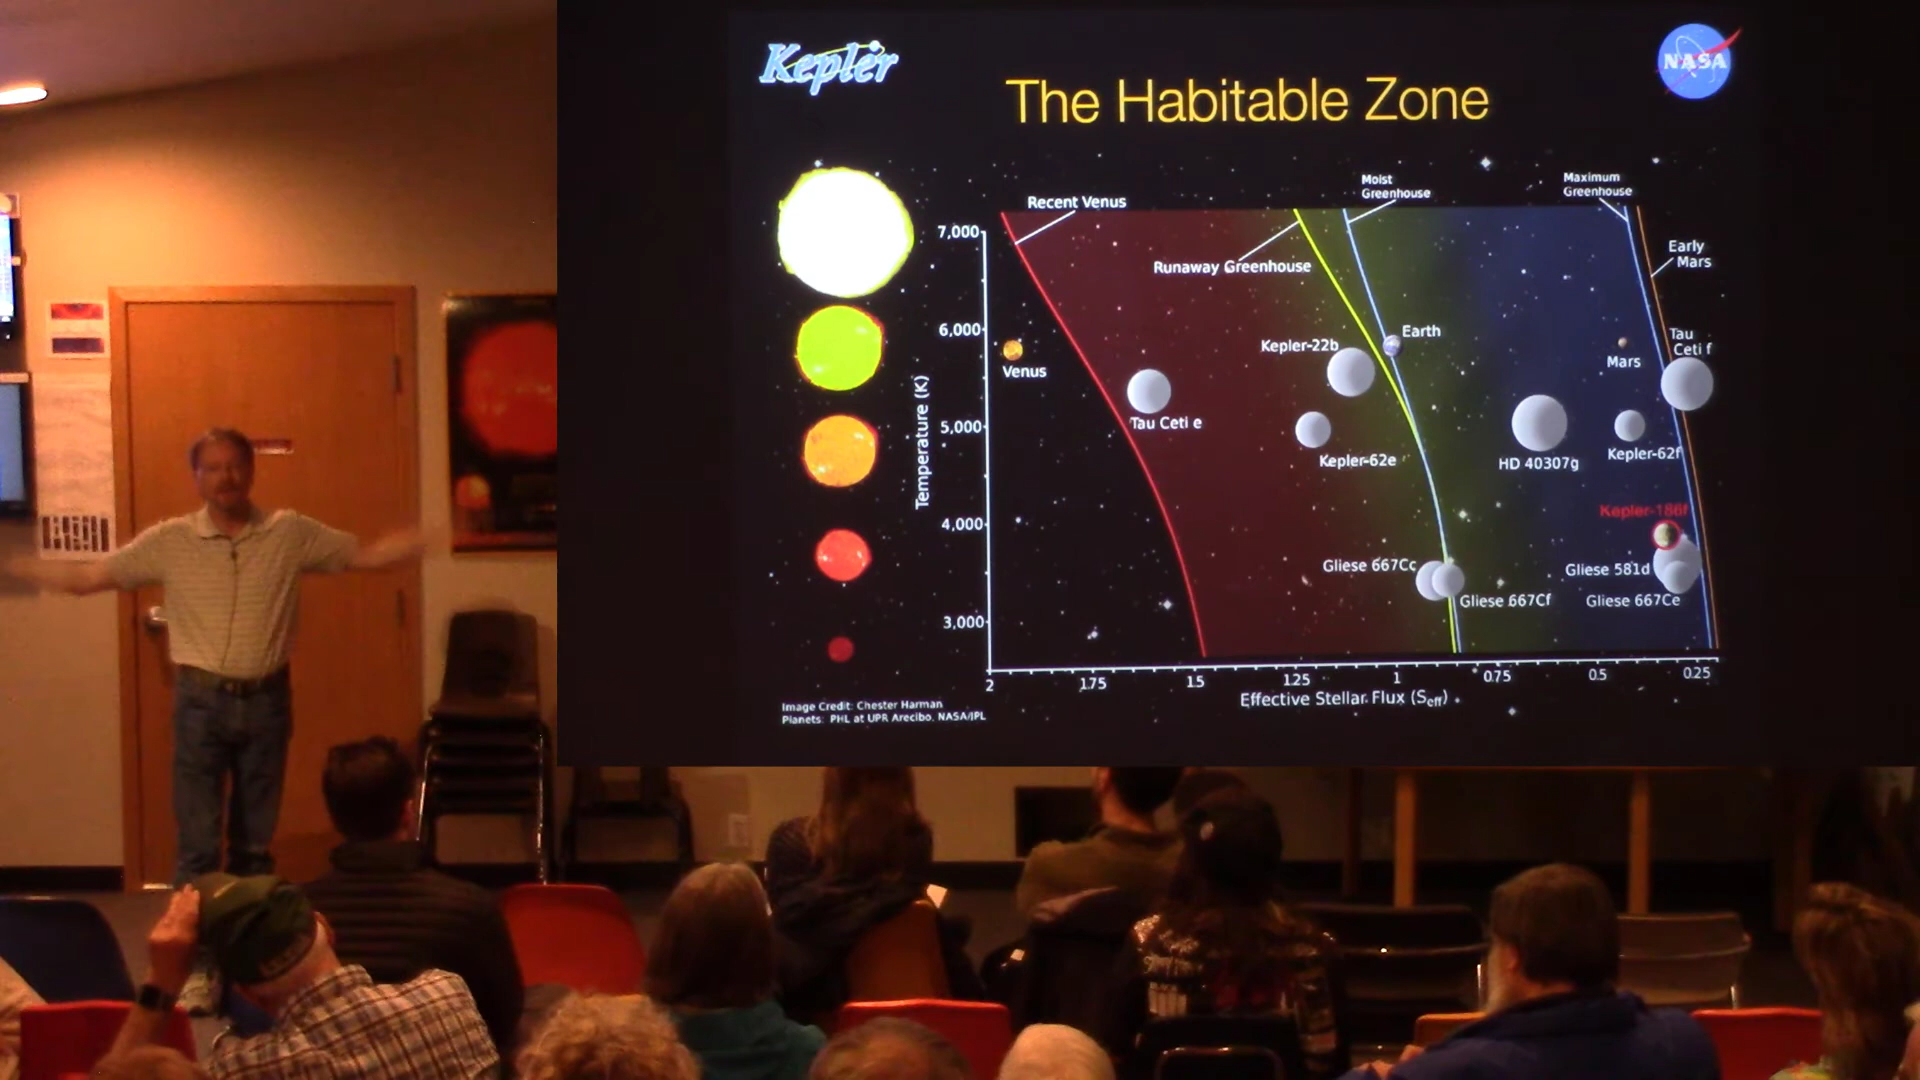 Kepler
NASA
The Habitable Zone
Recent Venus
Moist
Greenhouse
Maximum
Greenhouse
Runaway Greenhouse
Early
Mars
7,000
6,000
5,000
4,000
3,000
Temperature (K)
Venus
Tau Ceti e
Kepler-22b
Earth
Kepler-62e
Mars
Tau
Ceti f
HD 40307g
Kepler-62f
Kepler-186f
Gliese 667Cc
Gliese 667Cf
Gliese 581d
Gliese 667Ce
2
1.75
1.5
1.25
1
0.75
0.5
0.25
Effective Stellar Flux (Seff)
Image Credit: Chester Harman
Planets: PHL at UPR Arecibo, NASA/JPL